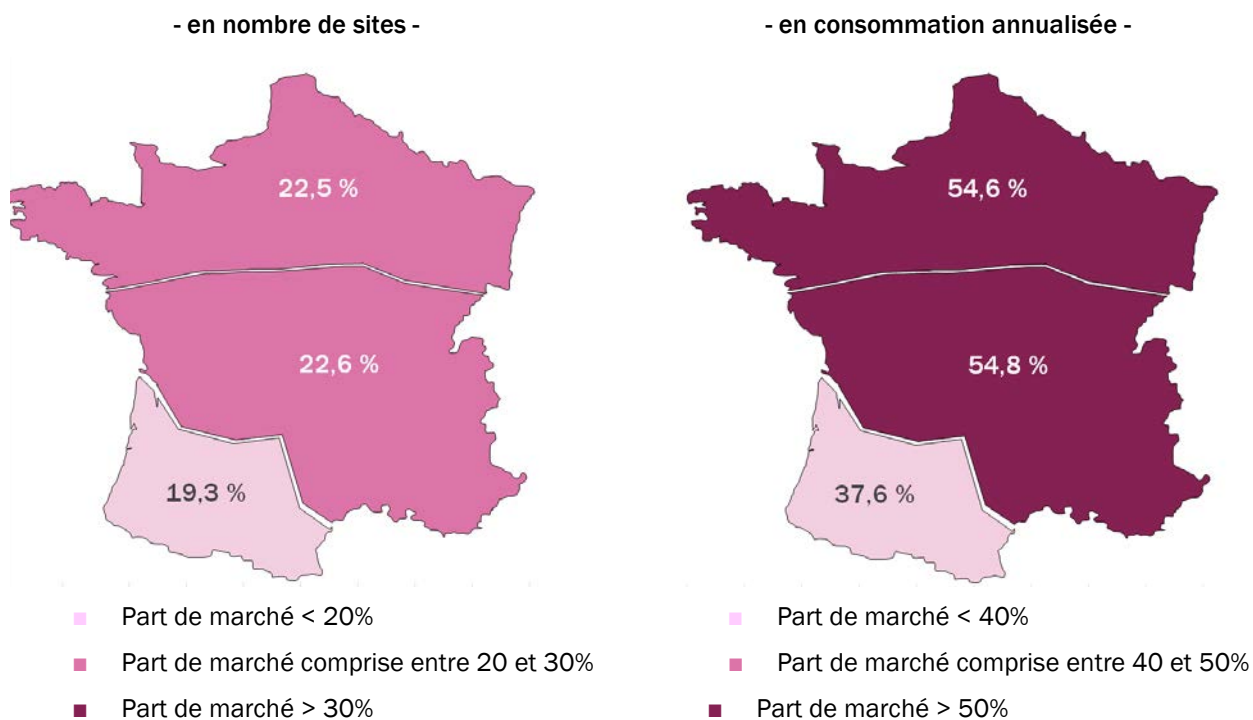 - en nombre de sites -
22,5 %
22,6 %
19,3 %
Part de marché < 20%
Part de marché comprise entre 20 et 30%
Part de marché > 30%
- en consommation annualisée -
54,6 %
54,8 %
37,6 %
Part de marché < 40%
Part de marché comprise entre 40 et 50%
Part de marché > 50%